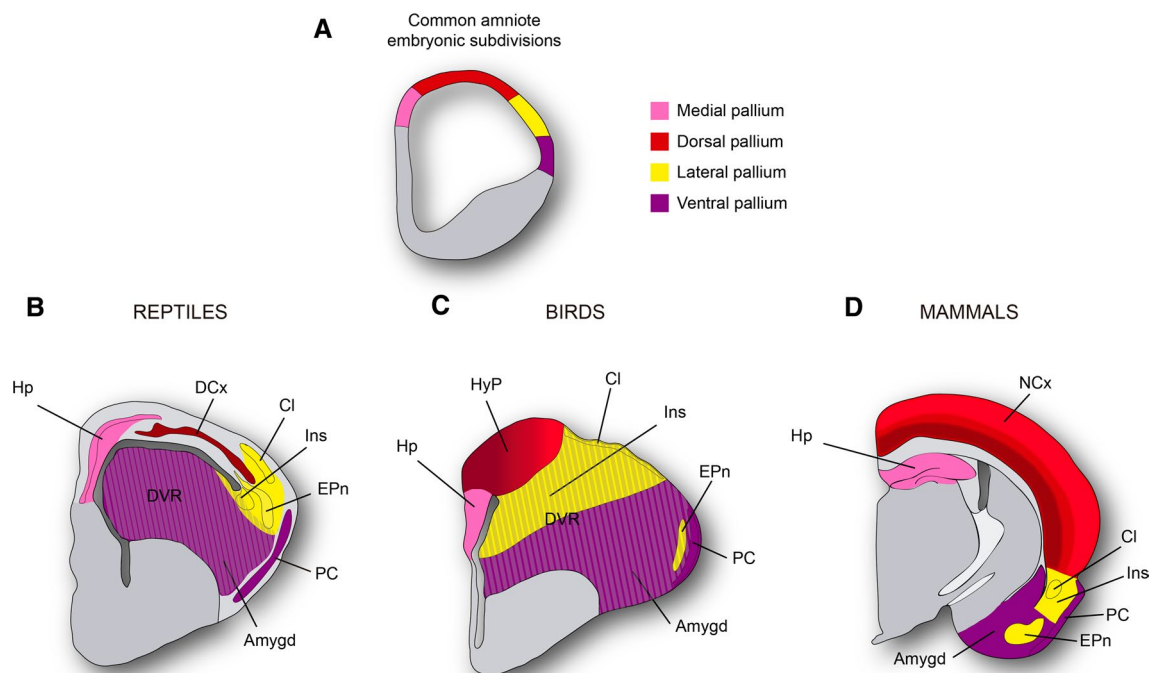 A
Common amniote
embryonic subdivisions
Medial pallium
Dorsal pallium
Lateral pallium
Ventral pallium
B
REPTILES
C
BIRDS
D
MAMMALS
Hp
DCx
Cl
Ins
EPn
DVR
PC
Amygd
HyP
Cl
Ins
Hp
EPn
DVR
PC
Amygd
NCx
Hp
Cl
Ins
PC
EPn
Amygd